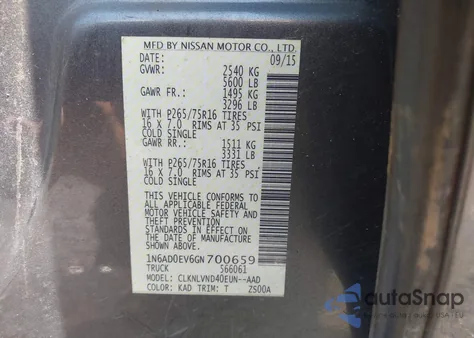 MFD BY NISSAN MOTOR CO., LTD.
DATE: 09/15
GVWR: 2540 KG
5600 LB
GAWR FR.: 1495 KG
3296 LB
WITH P265/75R16 TIRES
16 X 7.0 RIMS AT 35 PSI
COLD SINGLE
GAWR RR.: 1511 KG
3331 LB
WITH P265/75R16 TIRES
16 X 7.0 RIMS AT 35 PSI
COLD SINGLE
THIS VEHICLE CONFORMS TO
ALL APPLICABLE FEDERAL
MOTOR VEHICLE SAFETY AND
THEFT PREVENTION
STANDARDS IN EFFECT ON
THE DATE OF MANUFACTURE
SHOWN ABOVE.
1N6AD0EV6GN700659
TRUCK 566061
MODEL: CLKNLVND40EUN--AAD
COLOR: KAD TRIM: T ZS00A
autoSnap